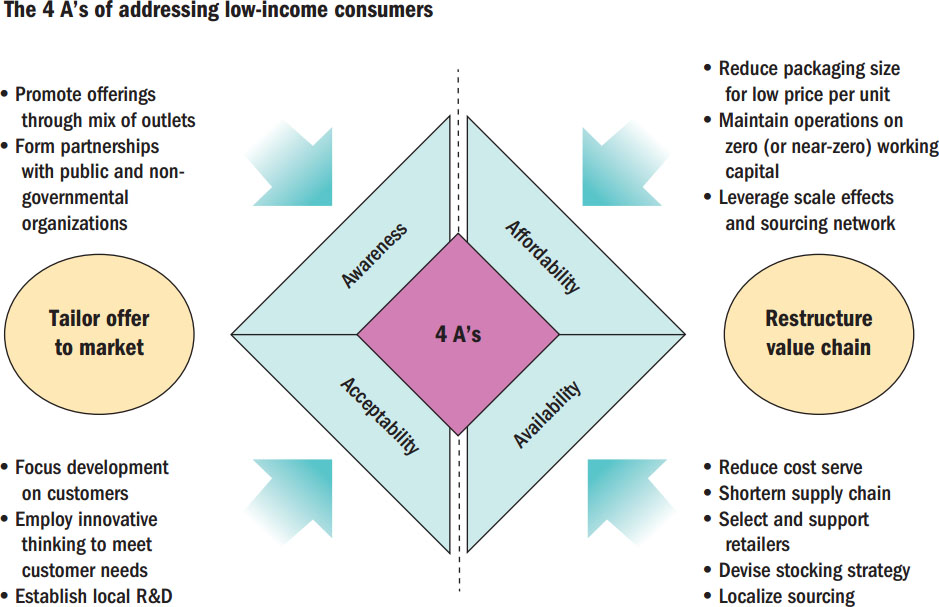 The 4 A's of addressing low-income consumers
• Promote offerings
through mix of outlets
• Form partnerships
with public and non-
governmental
organizations
• Reduce packaging size
for low price per unit
• Maintain operations on
zero (or near-zero) working
capital
• Leverage scale effects
and sourcing network
Awareness
Affordability
Tailor offer
to market
4 A's
Restructure
value chain
Acceptability
Availability
• Focus development
on customers
• Employ innovative
thinking to meet
customer needs
• Establish local R&D
• Reduce cost serve
• Shortern supply chain
• Select and support
retailers
• Devise stocking strategy
• Localize sourcing